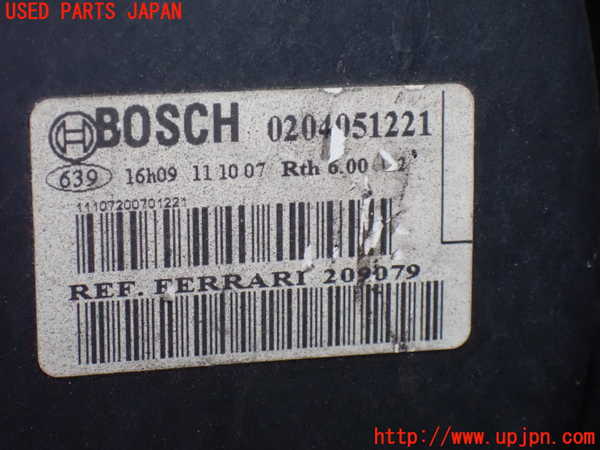 USED PARTS JAPAN
BOSCH 0204051221
639 16h09 11 10 07 Rth 6.00
11107200701221
REF. FERRARI 209079
http://www.upjpn.com/